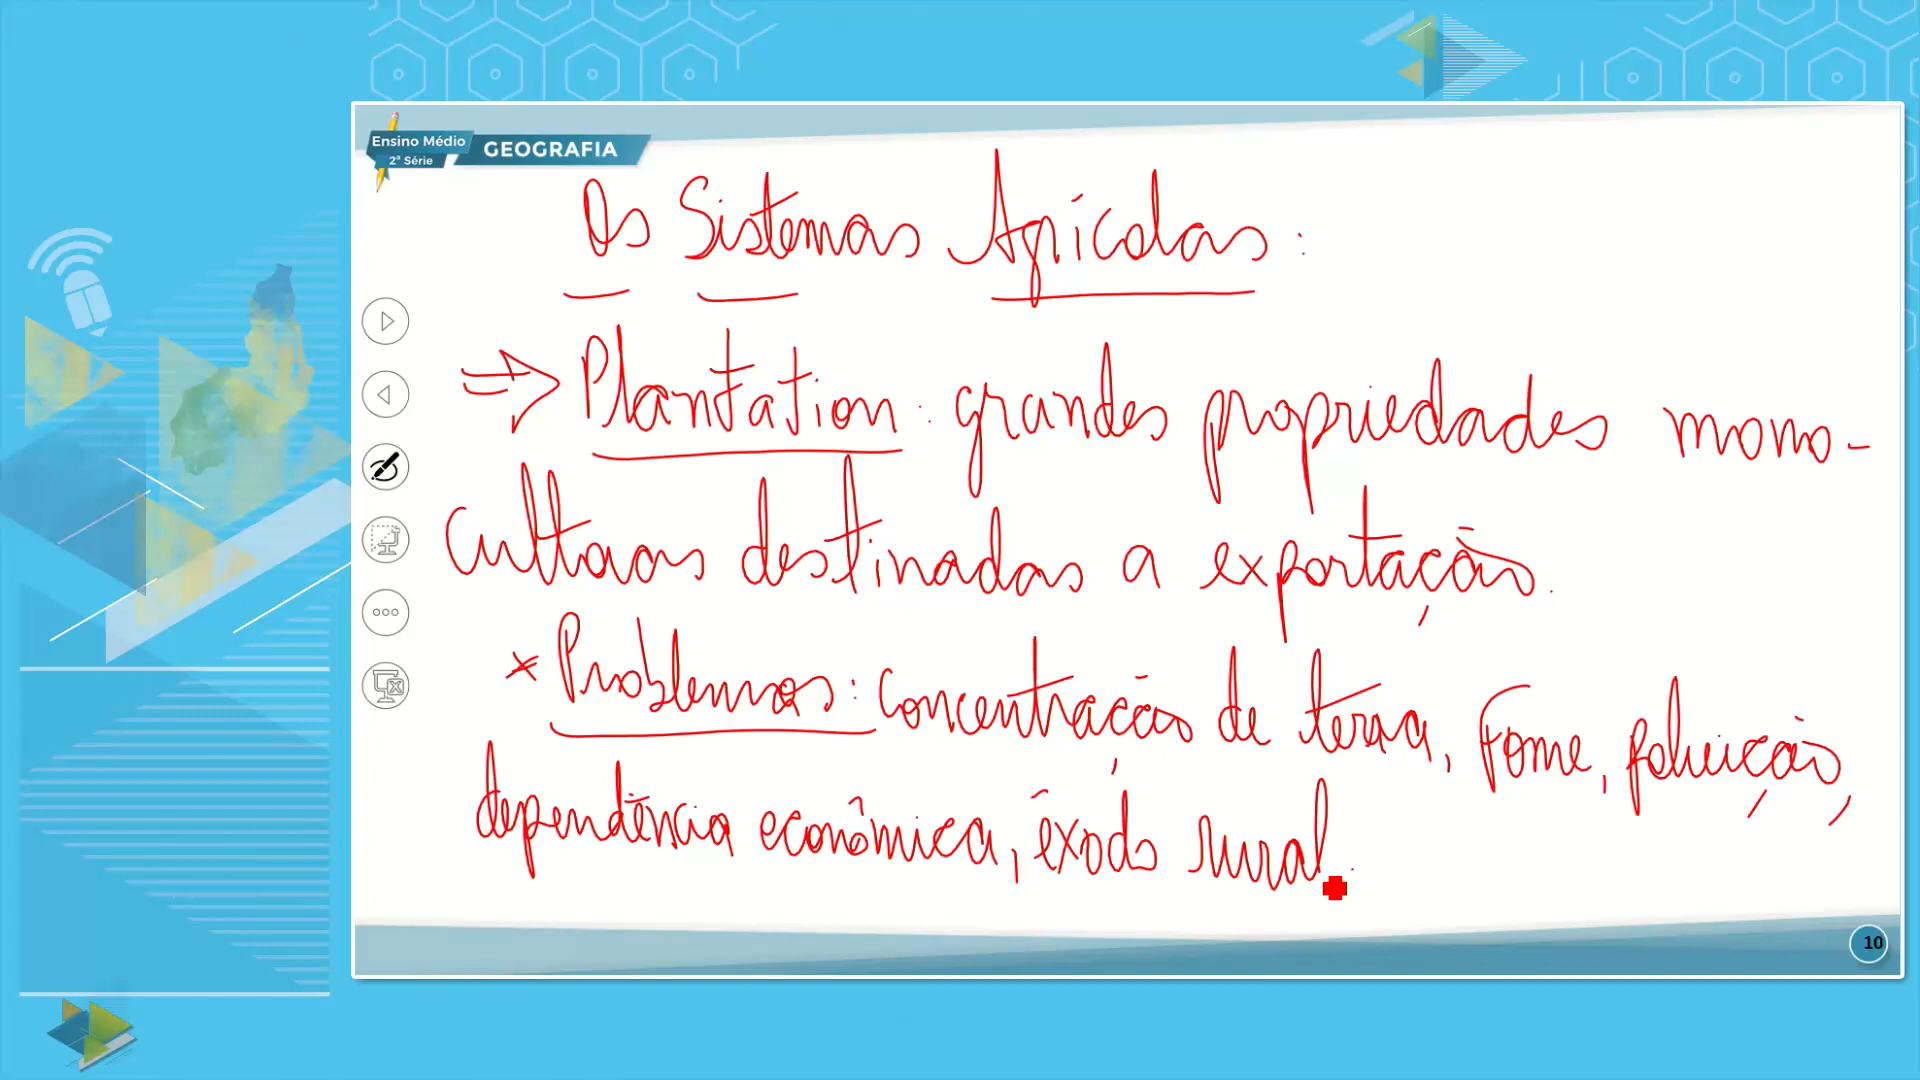 Ensino Médio
2ª Série
GEOGRAFIA
Os Sistemas Agrícolas:
Plantation: grandes propriedades mono-
cultoras destinadas a exportação.
* Problemas: concentração de terra, Fome, poluição,
dependência econômica, êxodo rural.
10